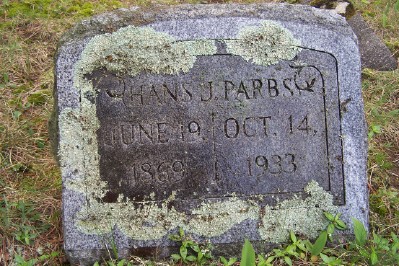 HANS J. PARBS
JUNE 19, OCT. 14,
1869 1933